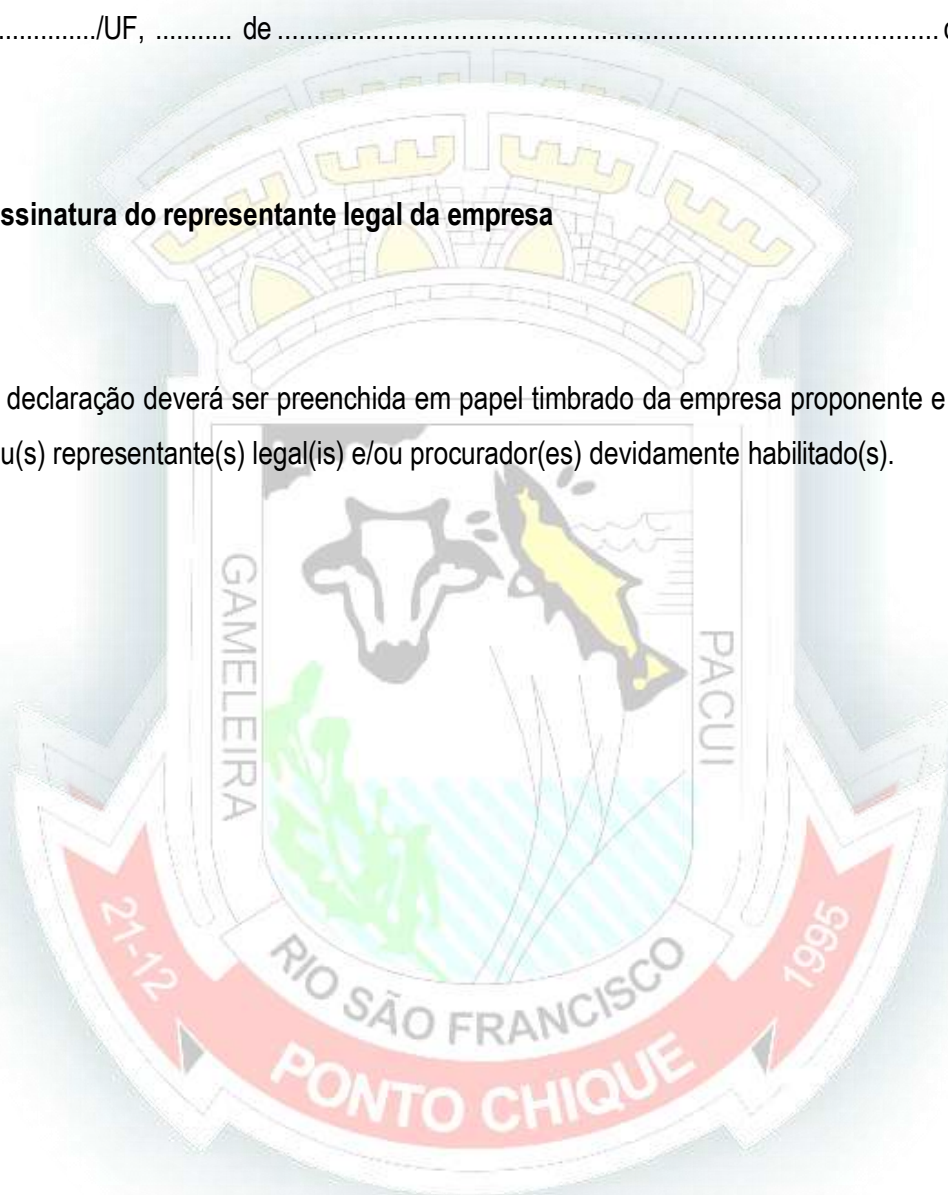 ............../UF, ........... de ............................................................................................
ssinatura do representante legal da empresa
declaração deverá ser preenchida em papel timbrado da empresa proponente e
u(s) representante(s) legal(is) e/ou procurador(es) devidamente habilitado(s).
GAMELEIRA
PACUI
21-12
1995
RIO SÃO FRANCISCO
PONTO CHIQUE